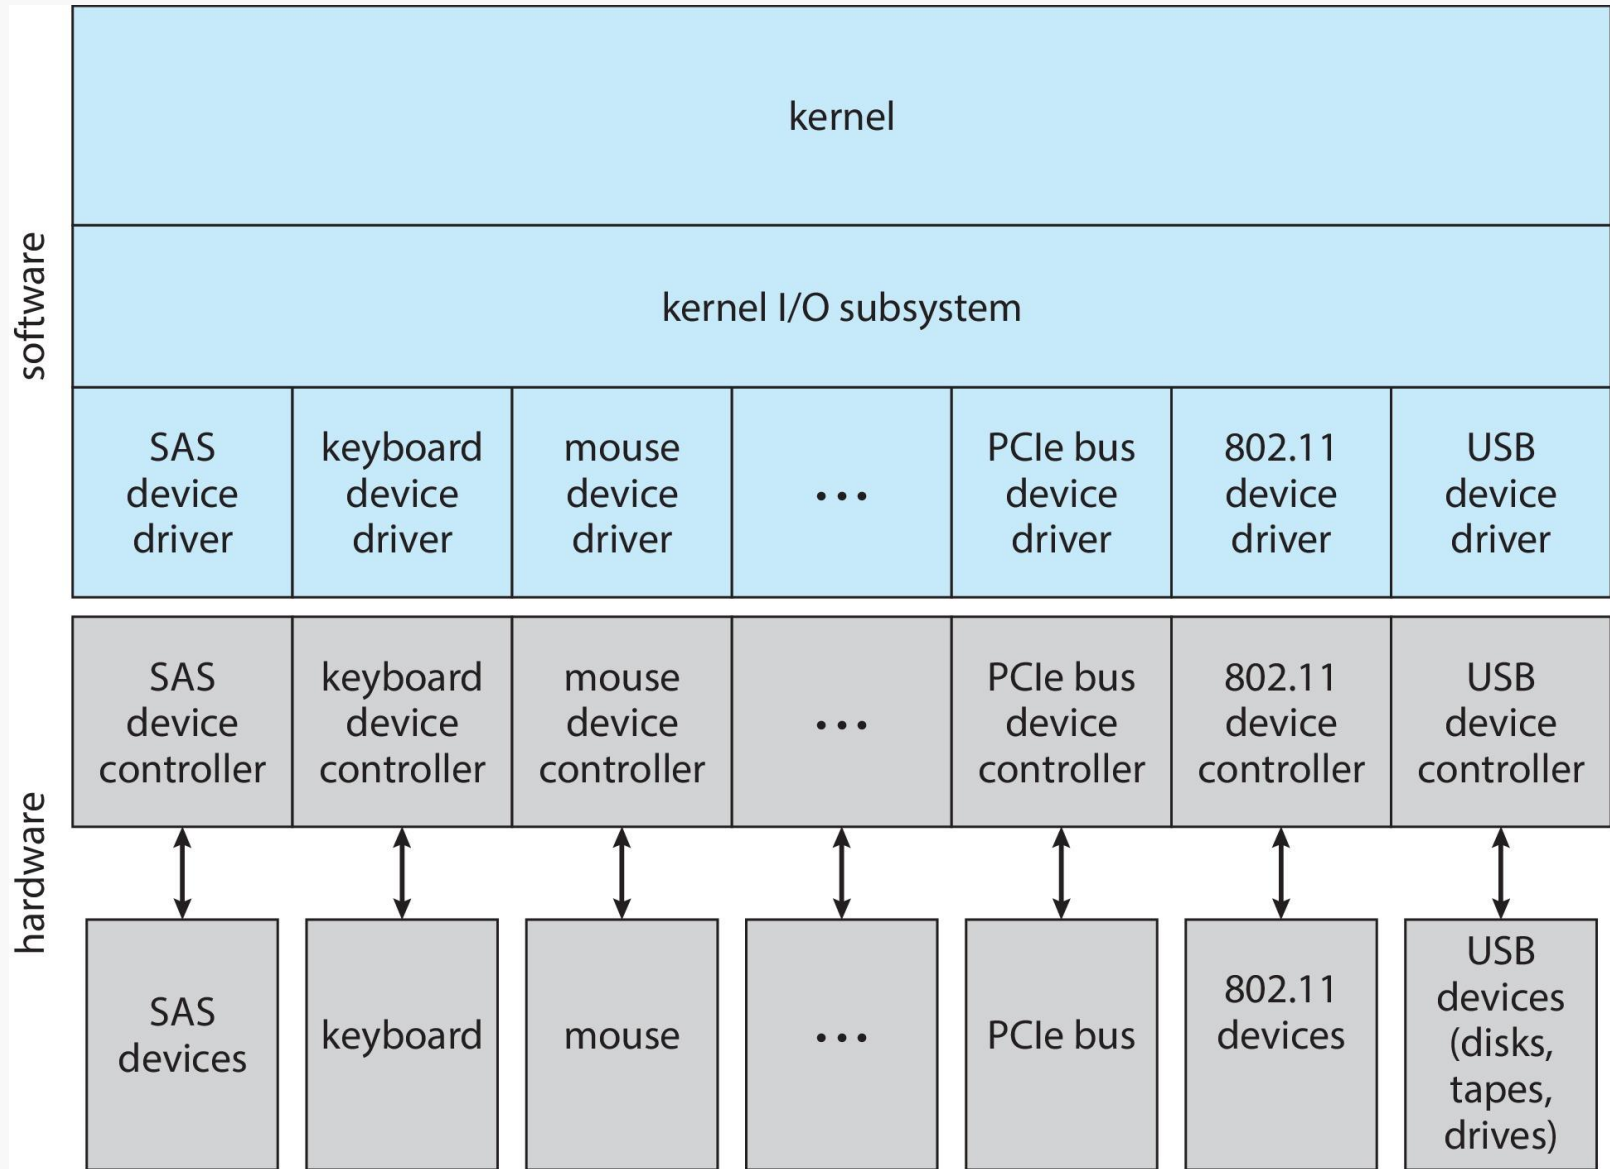 software
kernel
kernel I/O subsystem
SAS
device
driver
keyboard
device
driver
mouse
device
driver
...
PCIe bus
device
driver
802.11
device
driver
USB
device
driver
hardware
SAS
device
controller
keyboard
device
controller
mouse
device
controller
...
PCIe bus
device
controller
802.11
device
controller
USB
device
controller
SAS
devices
keyboard
mouse
...
PCIe bus
802.11
devices
USB
devices
(disks,
tapes,
drives)